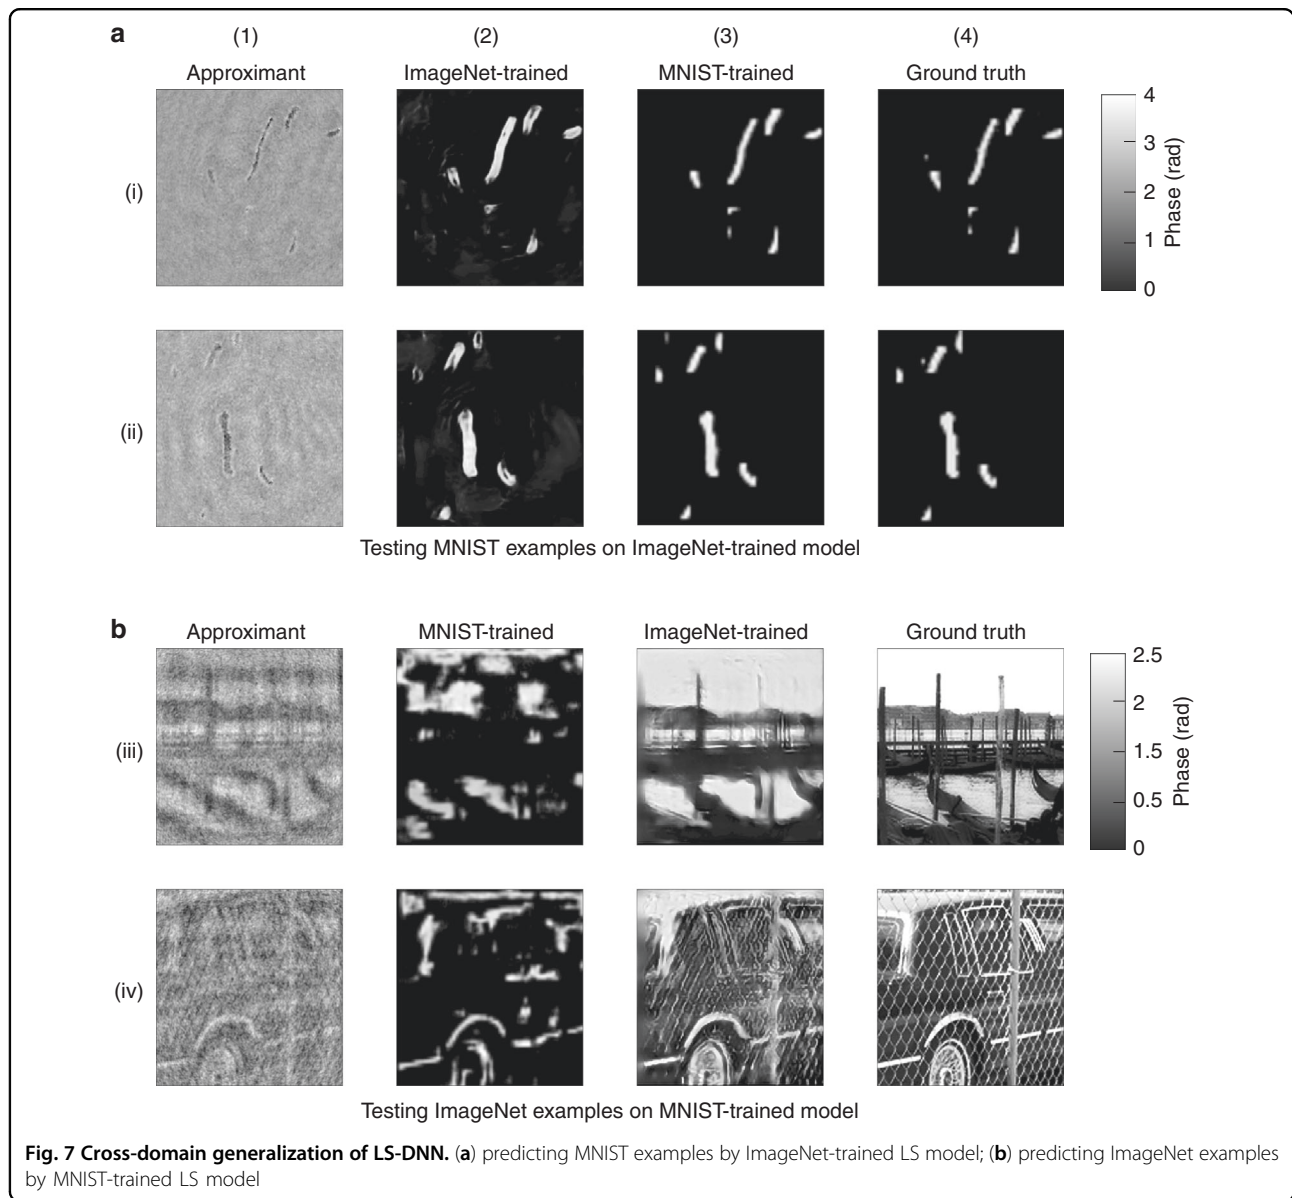 a
(1) (2) (3) (4)
Approximant ImageNet-trained MNIST-trained Ground truth
4
3
2
1
0
Phase (rad)
(i)
(ii)
Testing MNIST examples on ImageNet-trained model
b
Approximant MNIST-trained ImageNet-trained Ground truth
2.5
2
1.5
0.5
0
Phase (rad)
(iii)
(iv)
Testing ImageNet examples on MNIST-trained model
Fig. 7 Cross-domain generalization of LS-DNN. (a) predicting MNIST examples by ImageNet-trained LS model; (b) predicting ImageNet examples
by MNIST-trained LS model